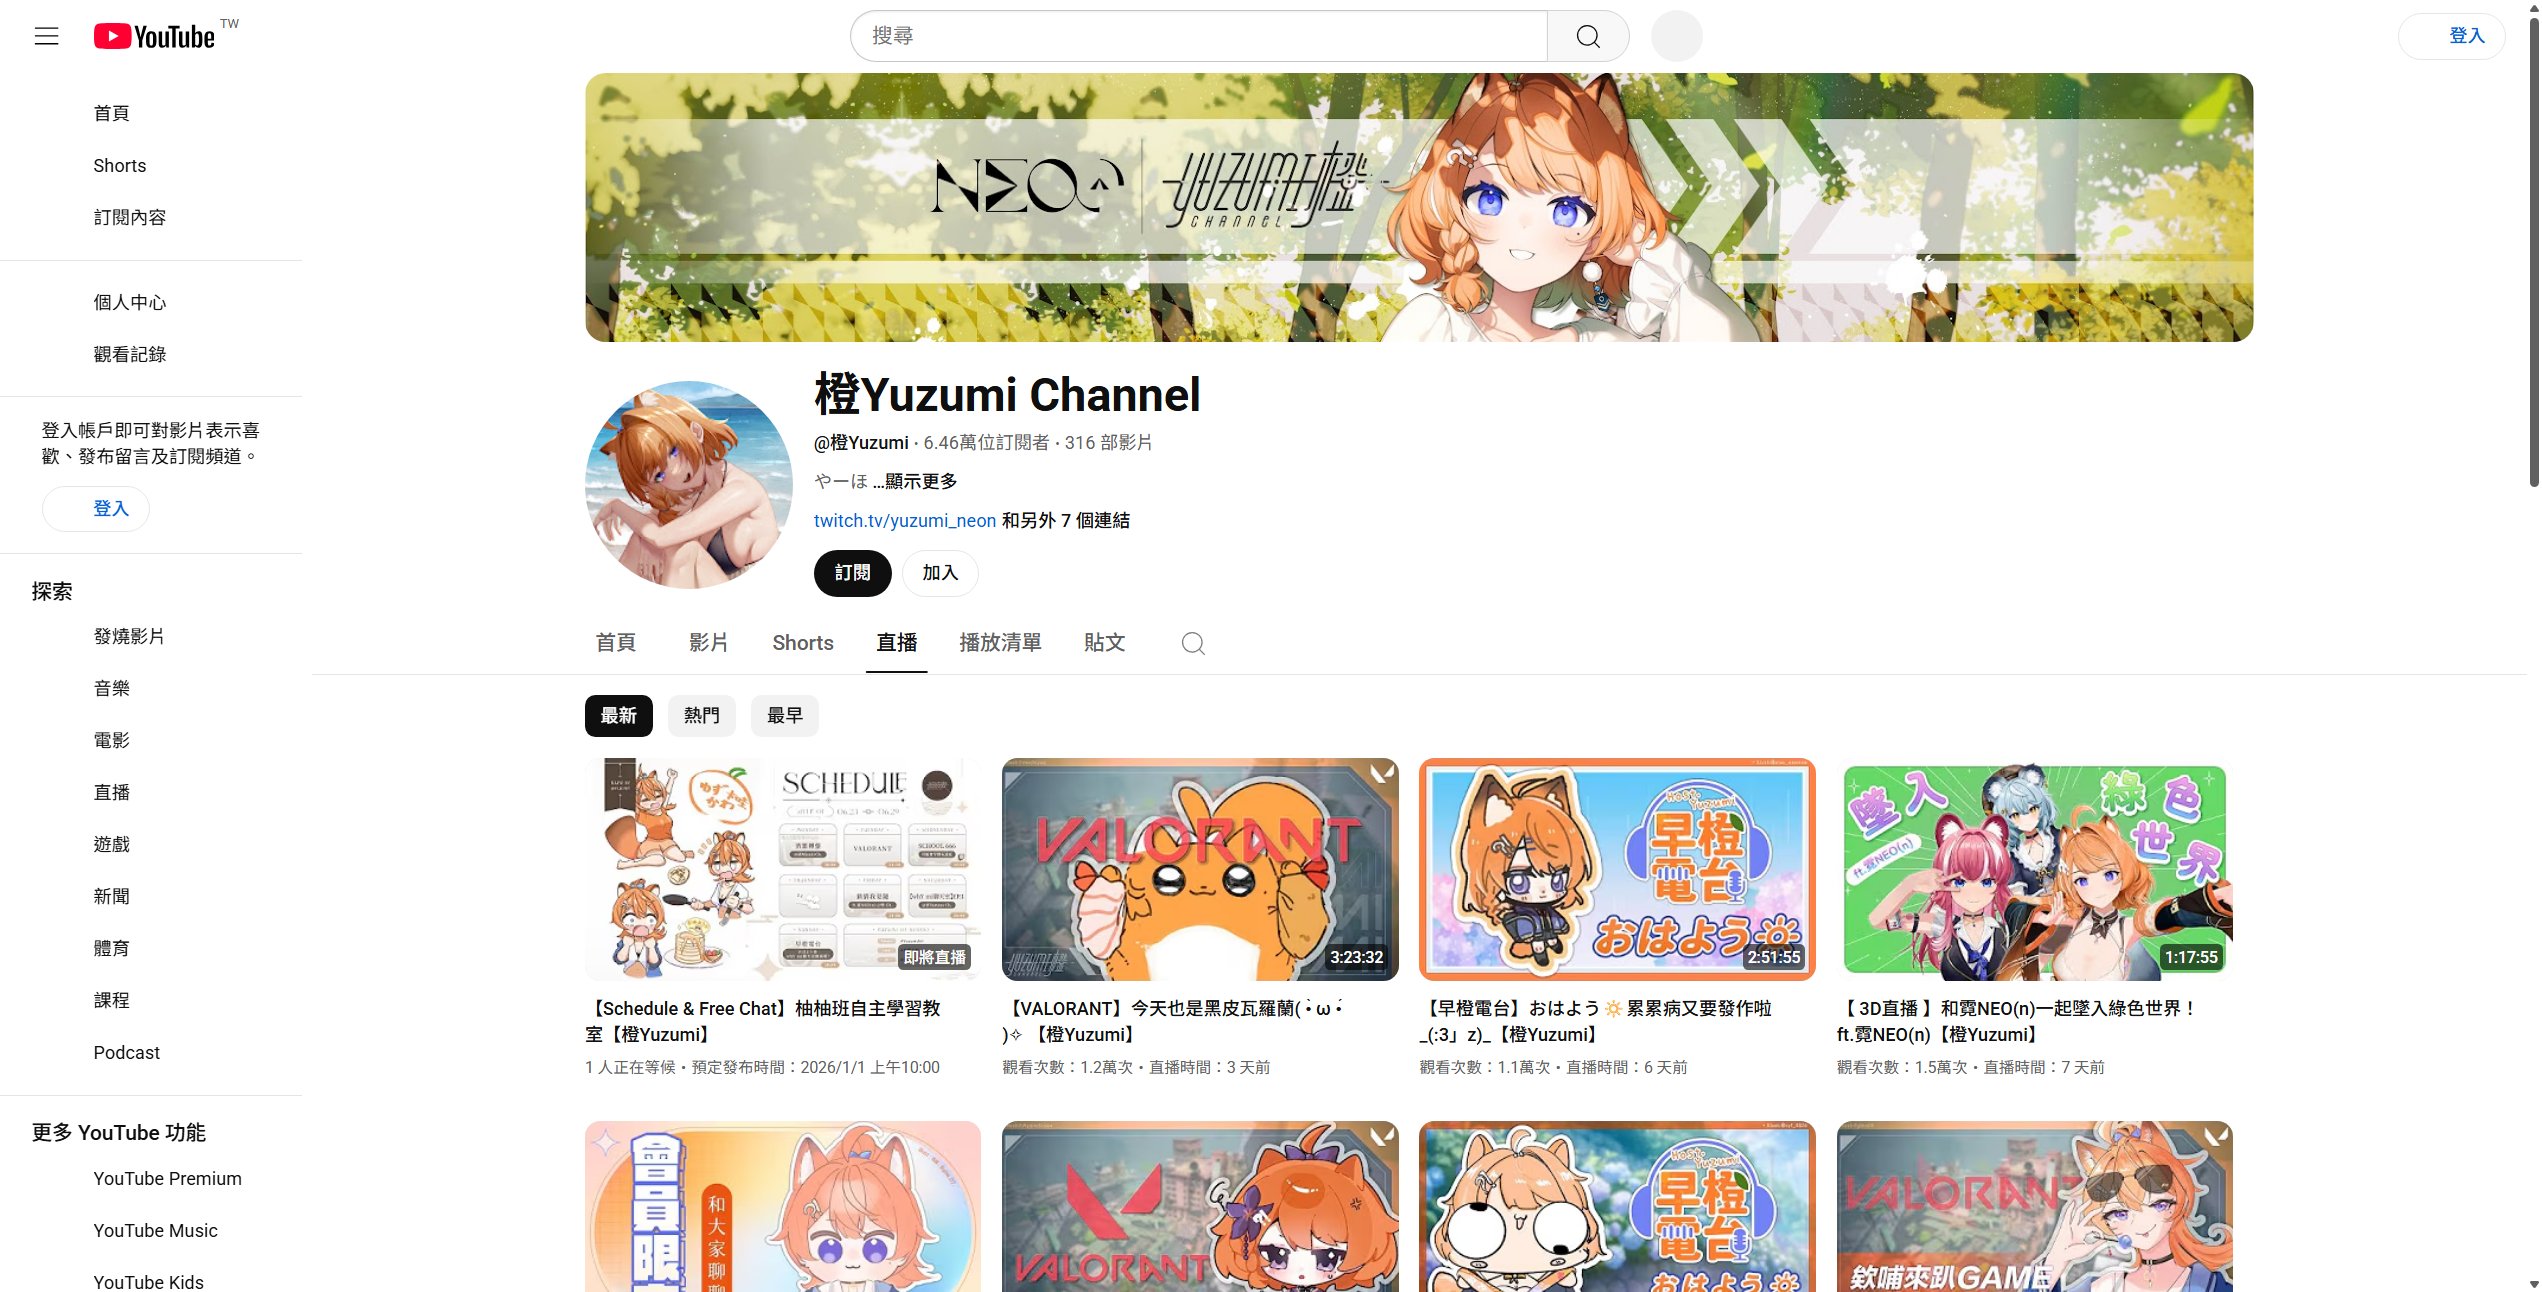 YouTube TW
搜尋
登入
首頁
Shorts
訂閱內容
個人中心
觀看記錄
登入帳戶即可對影片表示喜
歡、發布留言及訂閱頻道。
登入
探索
發燒影片
音樂
電影
直播
遊戲
新聞
體育
課程
Podcast
更多 YouTube 功能
YouTube Premium
YouTube Music
YouTube Kids
NEO
YUZUMI橙
CHANNEL
橙Yuzumi Channel
@橙Yuzumi • 6.46萬位訂閱者 • 316 部影片
やーほ ...顯示更多
twitch.tv/yuzumi_neon 和另外 7 個連結
訂閱
加入
首頁
影片
Shorts
直播
播放清單
貼文
最新
熱門
最早
SCHEDULE
VALORANT
即將直播
【Schedule & Free Chat】柚柚班自主學習教
室【橙Yuzumi】
1 人正在等候 • 預定發布時間：2026/1/1 上午10:00
VALORANT
3:23:32
【VALORANT】今天也是黑皮瓦羅蘭( •̀ ω •́
)✧ 【橙Yuzumi】
觀看次數：1.2萬次 • 直播時間：3 天前
Host. Yuzumi
早橙
電台
おはよう
2:51:55
【早橙電台】おはよう🔅累累病又要發作啦
_(:3」z)_【橙Yuzumi】
觀看次數：1.1萬次 • 直播時間：6 天前
墜入
綠色
世界
ft.霓NEO(n)
1:17:55
【 3D直播 】和霓NEO(n)一起墜入綠色世界！
ft.霓NEO(n)【橙Yuzumi】
觀看次數：1.5萬次 • 直播時間：7 天前
會員限
和大家聊聊
VALORANT
Host. Yuzumi
早橙
電台
おはよう
VALORANT
欸哺來趴GAME